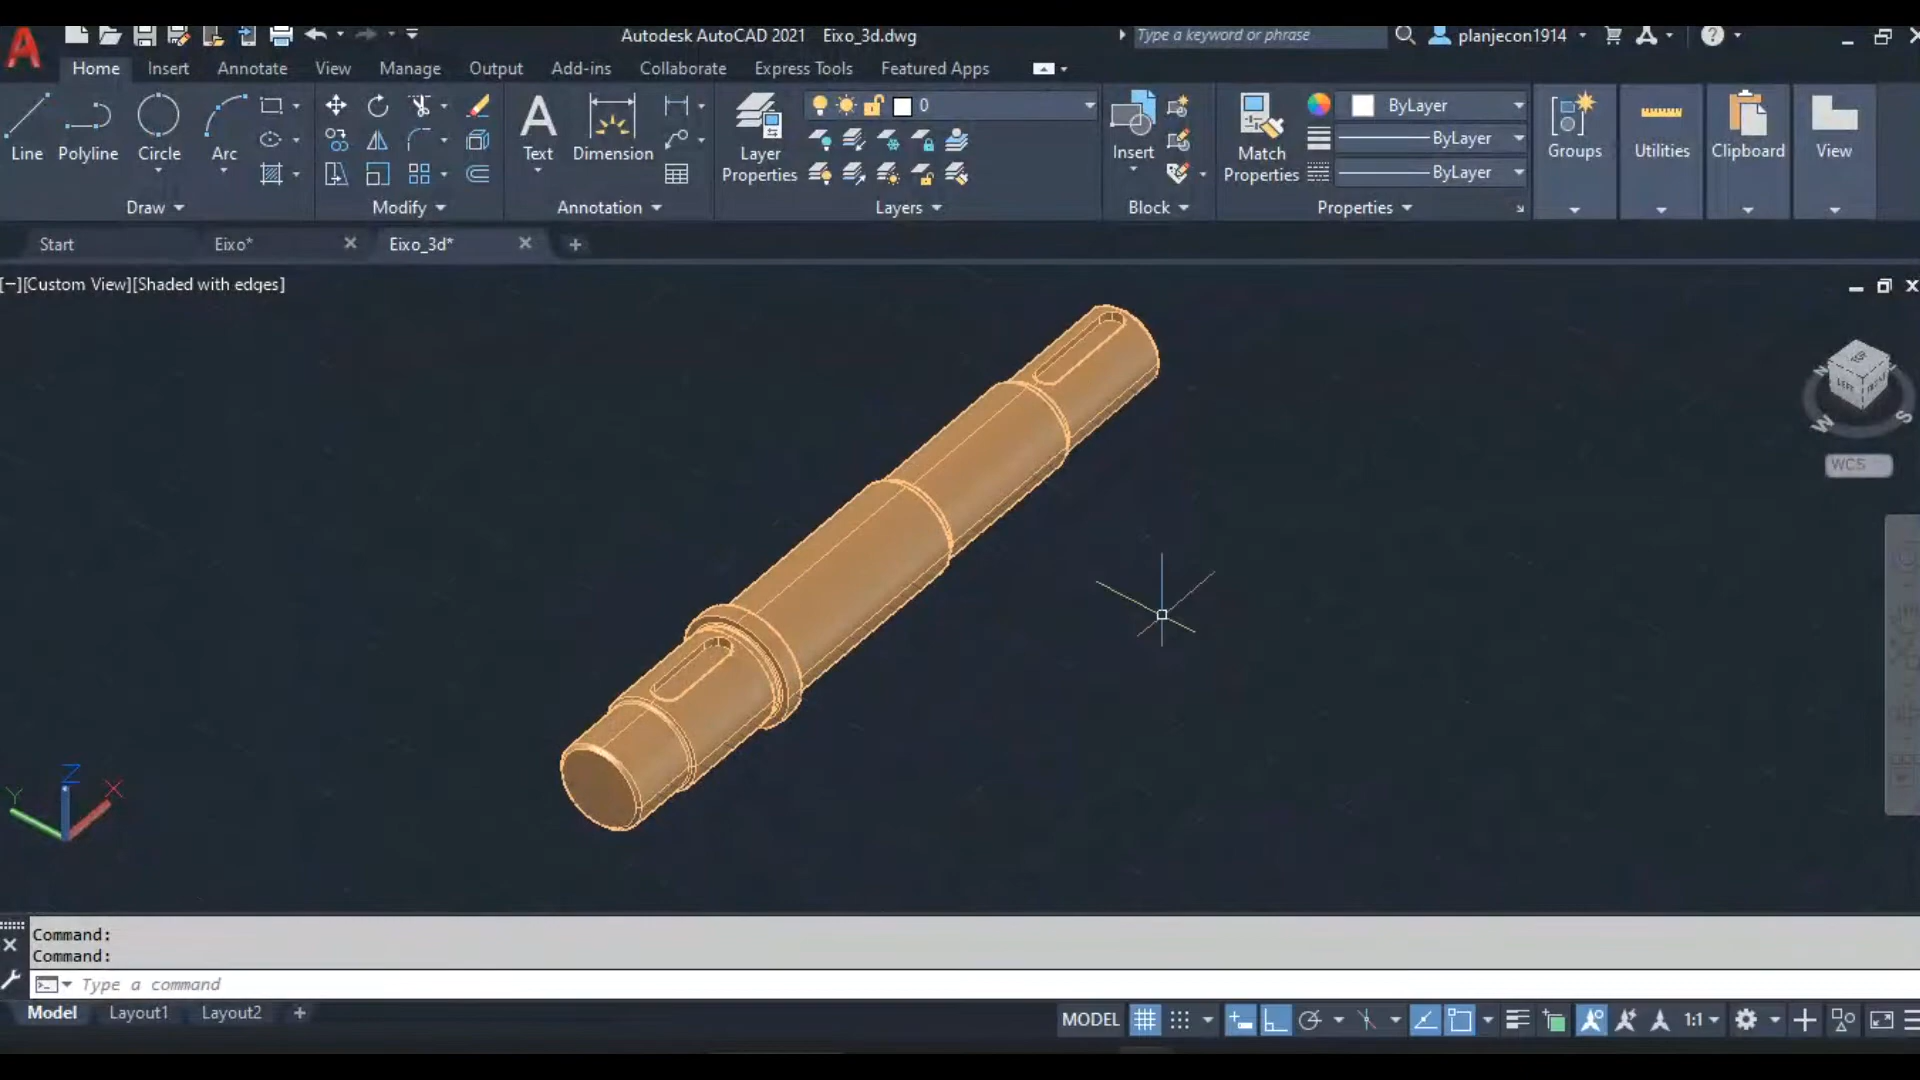 Autodesk AutoCAD 2021 Eixo_3d.dwg
Type a keyword or phrase
planjecon1914
Home Insert Annotate View Manage Output Add-ins Collaborate Express Tools Featured Apps
Line Polyline Circle Arc
Draw
Modify
Text Dimension
Annotation
Layer Properties
0
Layers
Insert
Block
Match Properties
ByLayer
ByLayer
ByLayer
Properties
Groups
Utilities
Clipboard
View
Start
Eixo*
Eixo_3d*
[−][Custom View][Shaded with edges]
TOP
LEFT
FRONT
N
W
S
WCS
Z
Y
X
Command:
Command:
Type a command
Model
Layout1
Layout2
MODEL
1:1